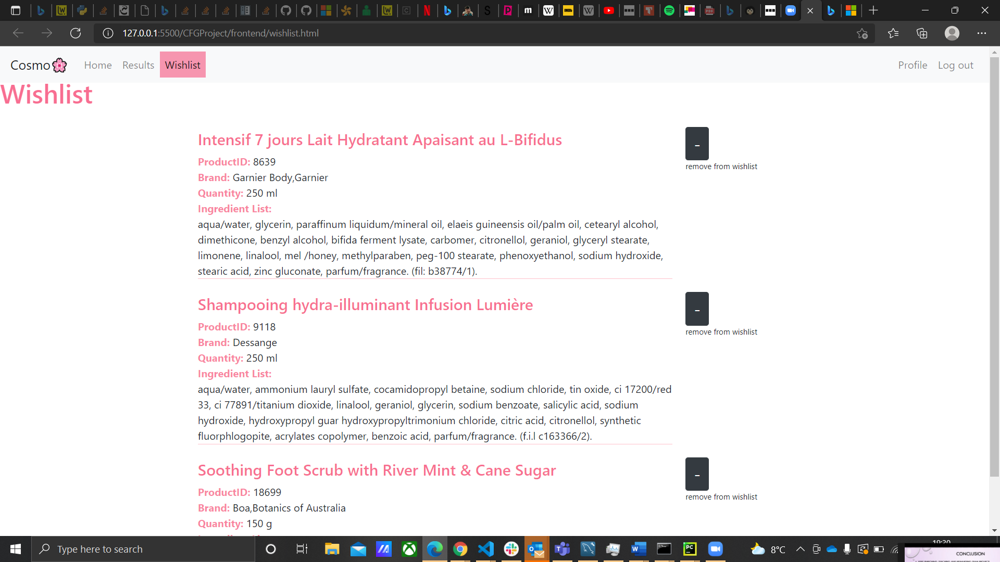 127.0.0.1:5500/CFGProject/frontend/wishlist.html
Cosmo Home Results Wishlist Profile Log out
Wishlist
Intensif 7 jours Lait Hydratant Apaisant au L-Bifidus
-
remove from wishlist
ProductID: 8639
Brand: Garnier Body,Garnier
Quantity: 250 ml
Ingredient List:
aqua/water, glycerin, paraffinum liquidum/mineral oil, elaeis guineensis oil/palm oil, cetearyl alcohol,
dimethicone, benzyl alcohol, bifida ferment lysate, carbomer, citronellol, geraniol, glyceryl stearate,
limonene, linalool, mel /honey, methylparaben, peg-100 stearate, phenoxyethanol, sodium hydroxide,
stearic acid, zinc gluconate, parfum/fragrance. (fil: b38774/1).
Shampooing hydra-illuminant Infusion Lumière
-
remove from wishlist
ProductID: 9118
Brand: Dessange
Quantity: 250 ml
Ingredient List:
aqua/water, ammonium lauryl sulfate, cocamidopropyl betaine, sodium chloride, tin oxide, ci 17200/red
33, ci 77891/titanium dioxide, linalool, geraniol, glycerin, sodium benzoate, salicylic acid, sodium
hydroxide, hydroxypropyl guar hydroxypropyltrimonium chloride, citric acid, citronellol, synthetic
fluorphlogopite, acrylates copolymer, benzoic acid, parfum/fragrance. (f.i.l c163366/2).
Soothing Foot Scrub with River Mint & Cane Sugar
-
remove from wishlist
ProductID: 18699
Brand: Boa,Botanics of Australia
Quantity: 150 g
Type here to search
8°C
CONCLUSION